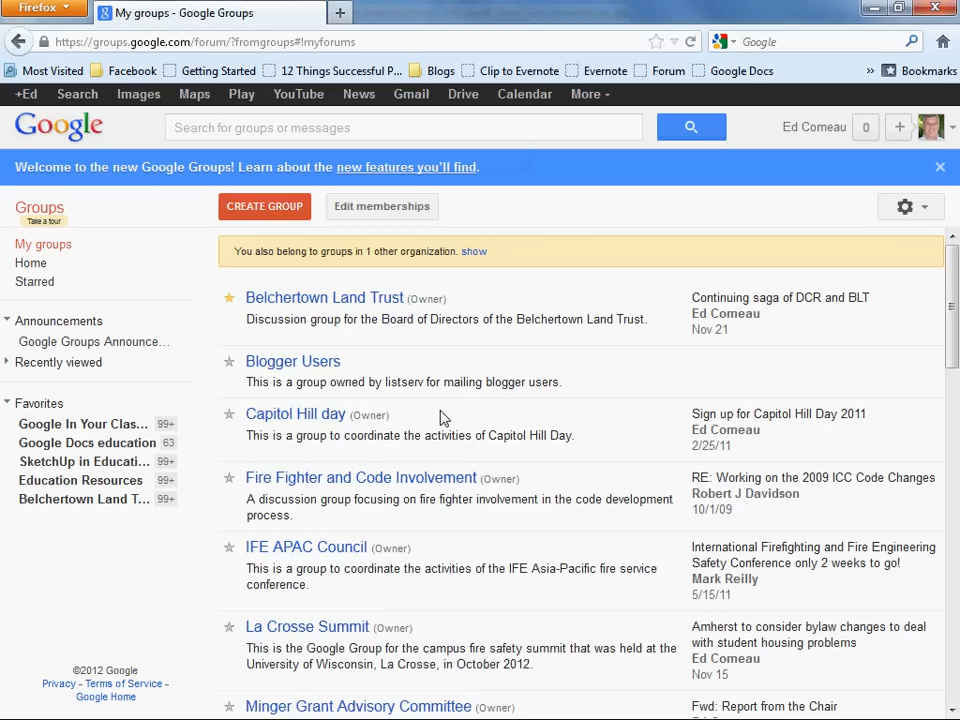 Firefox
My groups - Google Groups
https://groups.google.com/forum/?fromgroups#!myforums
Google
Most Visited Facebook Getting Started 12 Things Successful P... Blogs Clip to Evernote Evernote Forum Google Docs » Bookmarks
+Ed Search Images Maps Play YouTube News Gmail Drive Calendar More
Google
Search for groups or messages
Ed Comeau 0 +
Welcome to the new Google Groups! Learn about the new features you'll find.
Groups
Take a tour
CREATE GROUP
Edit memberships
My groups
Home
Starred
Announcements
Google Groups Announce...
Recently viewed
Favorites
Google In Your Clas... 99+
Google Docs education 63
SketchUp in Educati... 99+
Education Resources 99+
Belchertown Land T... 99+
©2012 Google
Privacy - Terms of Service -
Google Home
You also belong to groups in 1 other organization. show
Belchertown Land Trust (Owner)
Discussion group for the Board of Directors of the Belchertown Land Trust.
Continuing saga of DCR and BLT
Ed Comeau
Nov 21
Blogger Users
This is a group owned by listserv for mailing blogger users.
Capitol Hill day (Owner)
This is a group to coordinate the activities of Capitol Hill Day.
Sign up for Capitol Hill Day 2011
Ed Comeau
2/25/11
Fire Fighter and Code Involvement (Owner)
A discussion group focusing on fire fighter involvement in the code development
process.
RE: Working on the 2009 ICC Code Changes
Robert J Davidson
10/1/09
IFE APAC Council (Owner)
This is a group to coordinate the activities of the IFE Asia-Pacific fire service
conference.
International Firefighting and Fire Engineering
Safety Conference only 2 weeks to go!
Mark Reilly
5/15/11
La Crosse Summit (Owner)
This is the Google Group for the campus fire safety summit that was held at the
University of Wisconsin, La Crosse, in October 2012.
Amherst to consider bylaw changes to deal
with student housing problems
Ed Comeau
Nov 15
Minger Grant Advisory Committee (Owner)
Fwd: Report from the Chair